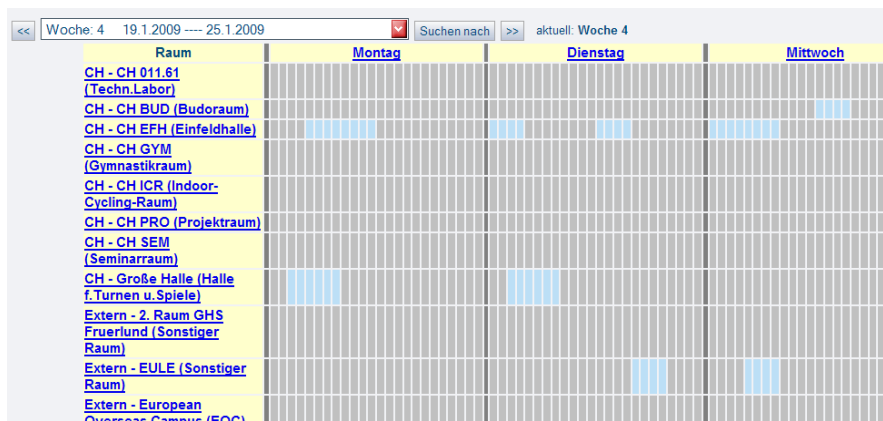 << Woche: 4 19.1.2009 ---- 25.1.2009 Suchen nach >> aktuell: Woche 4
Raum Montag Dienstag Mittwoch
CH - CH 011.61
(Techn.Labor)
CH - CH BUD (Budoraum)
CH - CH EFH (Einfeldhalle)
CH - CH GYM
(Gymnastikraum)
CH - CH ICR (Indoor-
Cycling-Raum)
CH - CH PRO (Projektraum)
CH - CH SEM
(Seminarraum)
CH - Große Halle (Halle
f.Turnen u.Spiele)
Extern - 2. Raum GHS
Fruerlund (Sonstiger
Raum)
Extern - EULE (Sonstiger
Raum)
Extern - European
Overseas Campus (EOC)